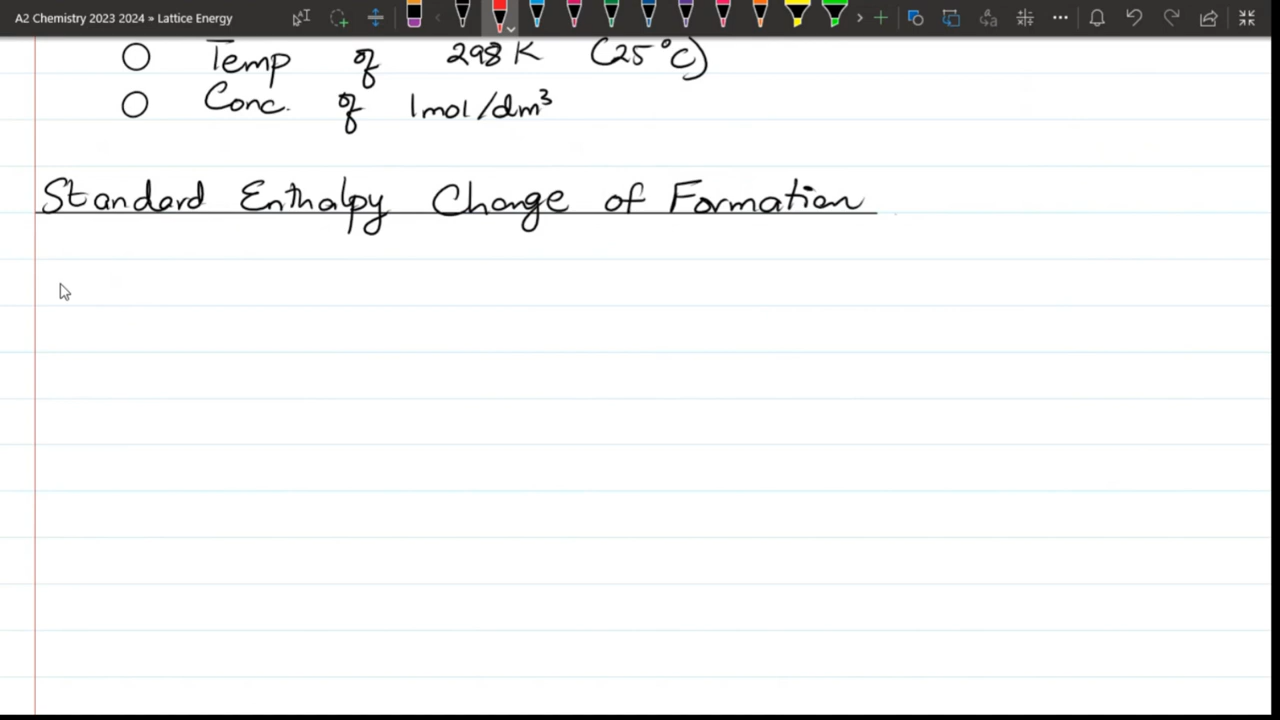 A2 Chemistry 2023 2024 » Lattice Energy
Temp of 298 K (25°C)
Conc. of 1mol/dm³
Standard Enthalpy Change of Formation